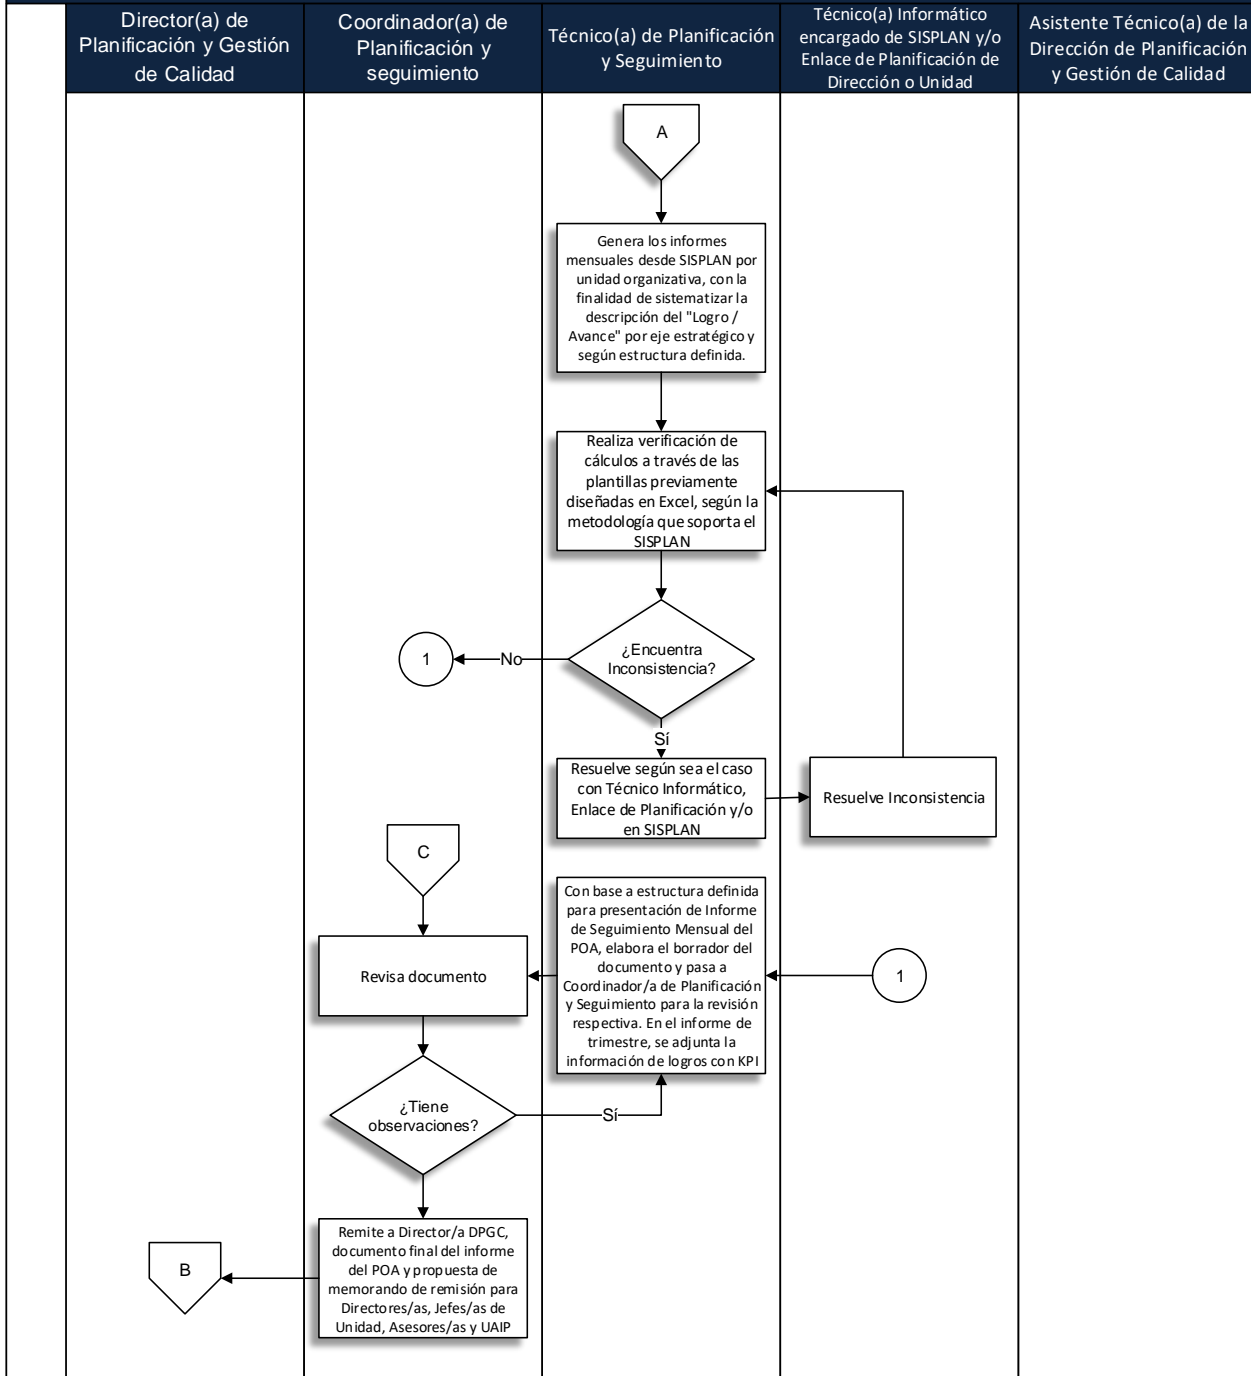 Director(a) de
Planificación y Gestión
de Calidad
Coordinador(a) de
Planificación y
seguimiento
Técnico(a) de Planificación
y Seguimiento
Técnico(a) Informático
encargado de SISPLAN y/o
Enlace de Planificación de
Dirección o Unidad
Asistente Técnico(a) de la
Dirección de Planificación
y Gestión de Calidad
A
Genera los informes
mensuales desde SISPLAN por
unidad organizativa, con la
finalidad de sistematizar la
descripción del "Logro /
Avance" por eje estratégico y
según estructura definida.
Realiza verificación de
cálculos a través de las
plantillas previamente
diseñadas en Excel, según la
metodología que soporta el
SISPLAN
¿Encuentra
Inconsistencia?
No
1
Sí
Resuelve según sea el caso
con Técnico Informático,
Enlace de Planificación y/o
en SISPLAN
Resuelve Inconsistencia
C
Con base a estructura definida
para presentación de Informe
de Seguimiento Mensual del
POA, elabora el borrador del
documento y pasa a
Coordinador/a de Planificación
y Seguimiento para la revisión
respectiva. En el informe de
trimestre, se adjunta la
información de logros con KPI
1
Revisa documento
¿Tiene
observaciones?
Sí
Remite a Director/a DPGC,
documento final del informe
del POA y propuesta de
memorando de remisión para
Directores/as, Jefes/as de
Unidad, Asesores/as y UAIP
B